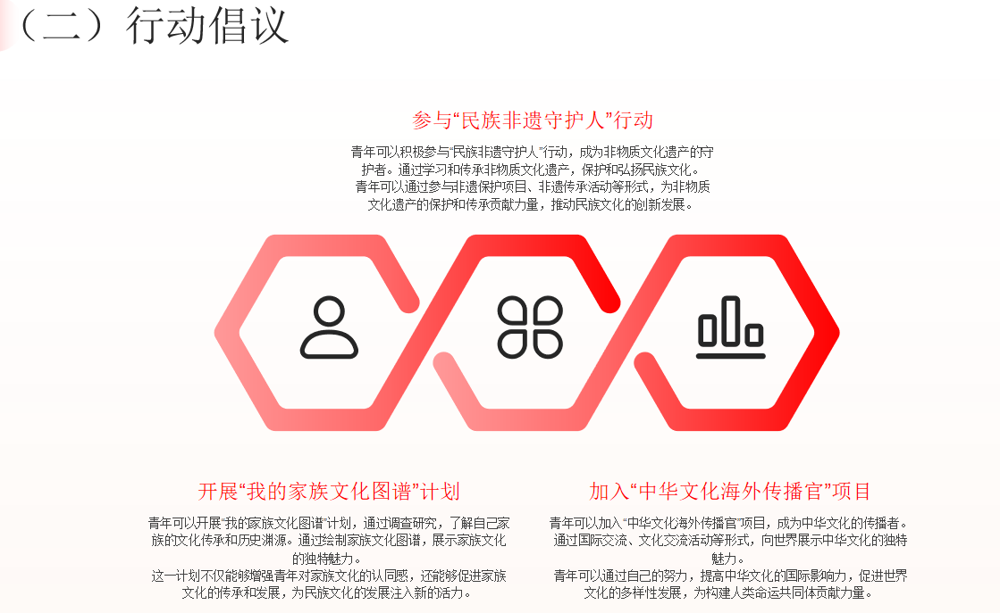 （二）行动倡议
参与“民族非遗守护人”行动
青年可以积极参与“民族非遗守护人”行动，成为非物质文化遗产的守
护者。通过学习和传承非物质文化遗产，保护和弘扬民族文化。
青年可以通过参与非遗保护项目、非遗传承活动等形式，为非物质
文化遗产的保护和传承贡献力量，推动民族文化的创新发展。
开展“我的家族文化图谱”计划
青年可以开展“我的家族文化图谱”计划，通过调查研究，了解自己家
族的文化传承和历史渊源。通过绘制家族文化图谱，展示家族文化
的独特魅力。
这一计划不仅能够增强青年对家族文化的认同感，还能够促进家族
文化的传承和发展，为民族文化的发展注入新的活力。
加入“中华文化海外传播官”项目
青年可以加入“中华文化海外传播官”项目，成为中华文化的传播者。
通过国际交流、文化交流活动等形式，向世界展示中华文化的独特
魅力。
青年可以通过自己的努力，提高中华文化的国际影响力，促进世界
文化的多样性发展，为构建人类命运共同体贡献力量。